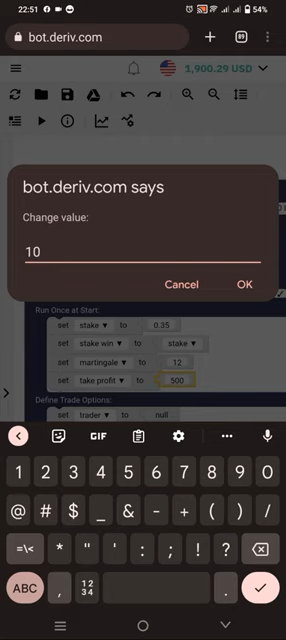 22:51
54%
bot.deriv.com
89
1,900.29 USD
bot.deriv.com says
Change value:
10
Cancel
OK
Run Once at Start:
set stake ▼ to 0.35
set stake win ▼ to stake ▼
set martingale ▼ to 12
set take profit ▼ to 500
Define Trade Options:
set trader ▼ to null
GIF
1 2 3 4 5 6 7 8 9 0
@ # $ _ & - + ( ) /
=\< * " ' : ; ! ?
ABC , 12 .
34